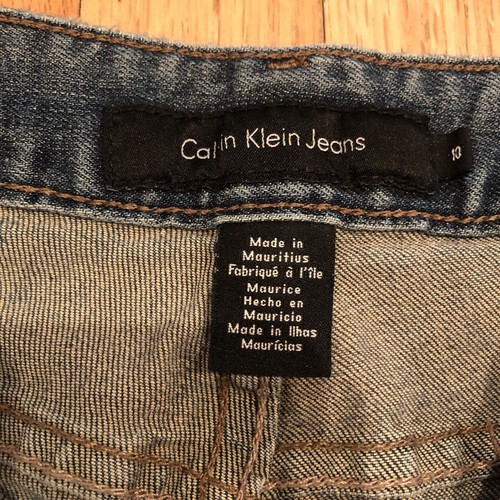 Calvin Klein Jeans
10
Made in
Mauritius
Fabriqué à l'île
Maurice
Hecho en
Mauricio
Made in Ilhas
Maurícias